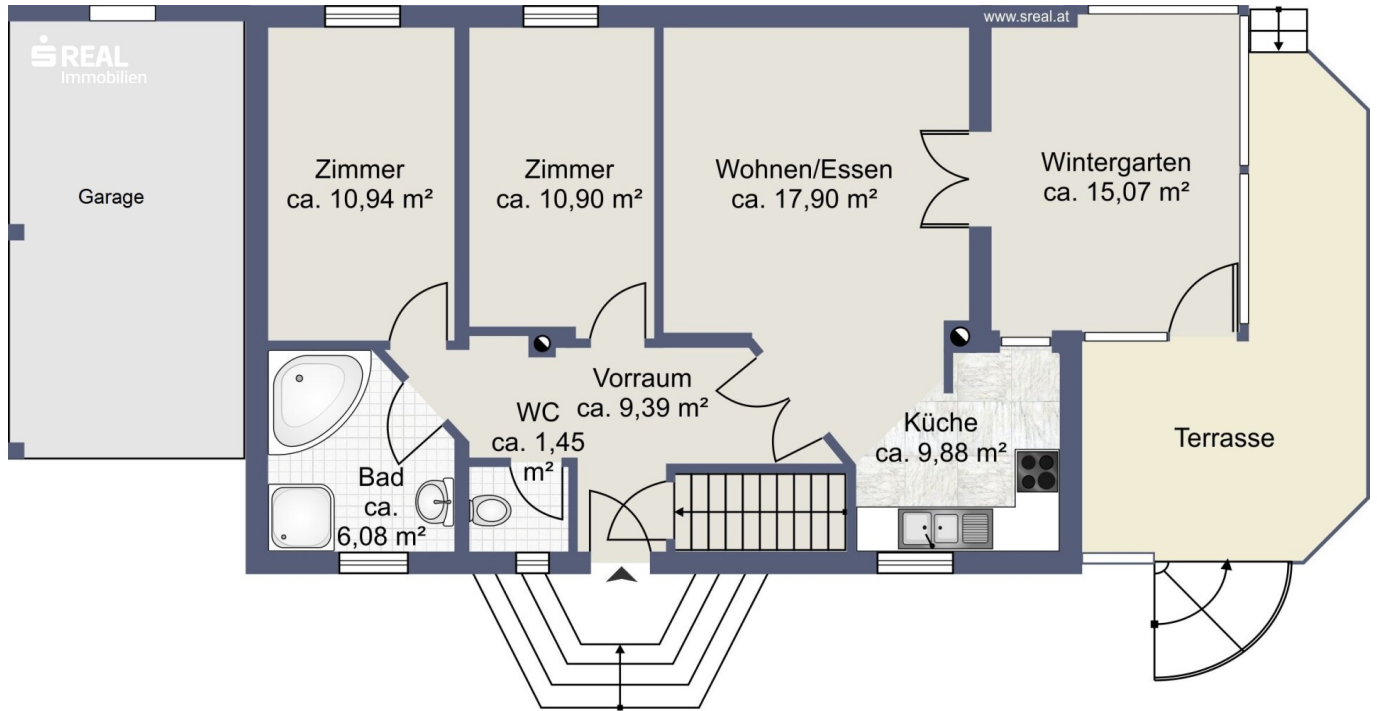 www.sreal.at
S REAL
Immobilien
Garage
Zimmer
ca. 10,94 m²
Zimmer
ca. 10,90 m²
Wohnen/Essen
ca. 17,90 m²
Wintergarten
ca. 15,07 m²
Vorraum
ca. 9,39 m²
WC
ca. 1,45
m²
Küche
ca. 9,88 m²
Terrasse
Bad
ca.
6,08 m²